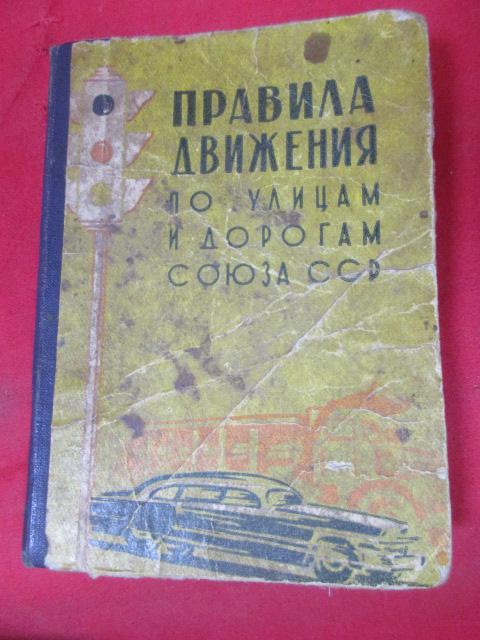 ПРАВИЛА
ДВИЖЕНИЯ
ПО УЛИЦАМ
И ДОРОГАМ
СОЮЗА ССР